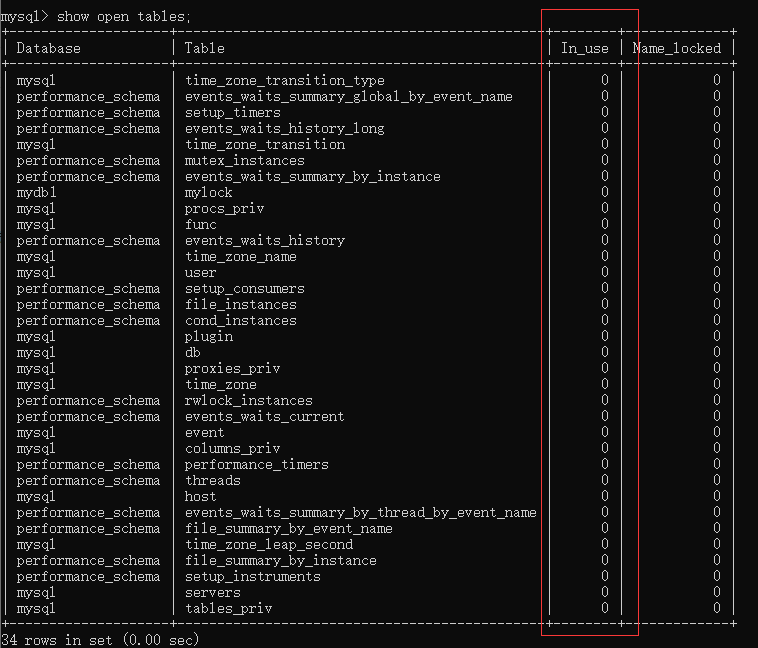 mysql> show open tables;
+--------------------+----------------------------------------------+--------+-------------+
| Database | Table | In_use | Name_locked |
+--------------------+----------------------------------------------+--------+-------------+
| mysql | time_zone_transition_type | 0 | 0 |
| performance_schema | events_waits_summary_global_by_event_name | 0 | 0 |
| performance_schema | setup_timers | 0 | 0 |
| performance_schema | events_waits_history_long | 0 | 0 |
| mysql | time_zone_transition | 0 | 0 |
| performance_schema | mutex_instances | 0 | 0 |
| performance_schema | events_waits_summary_by_instance | 0 | 0 |
| mydb1 | mylock | 0 | 0 |
| mysql | procs_priv | 0 | 0 |
| mysql | func | 0 | 0 |
| performance_schema | events_waits_history | 0 | 0 |
| mysql | time_zone_name | 0 | 0 |
| mysql | user | 0 | 0 |
| performance_schema | setup_consumers | 0 | 0 |
| performance_schema | file_instances | 0 | 0 |
| performance_schema | cond_instances | 0 | 0 |
| mysql | plugin | 0 | 0 |
| mysql | db | 0 | 0 |
| mysql | proxies_priv | 0 | 0 |
| mysql | time_zone | 0 | 0 |
| performance_schema | rwlock_instances | 0 | 0 |
| performance_schema | events_waits_current | 0 | 0 |
| mysql | event | 0 | 0 |
| mysql | columns_priv | 0 | 0 |
| performance_schema | performance_timers | 0 | 0 |
| performance_schema | threads | 0 | 0 |
| mysql | host | 0 | 0 |
| performance_schema | events_waits_summary_by_thread_by_event_name | 0 | 0 |
| performance_schema | file_summary_by_event_name | 0 | 0 |
| mysql | time_zone_leap_second | 0 | 0 |
| performance_schema | file_summary_by_instance | 0 | 0 |
| performance_schema | setup_instruments | 0 | 0 |
| mysql | servers | 0 | 0 |
| mysql | tables_priv | 0 | 0 |
+--------------------+----------------------------------------------+--------+-------------+
34 rows in set (0.00 sec)